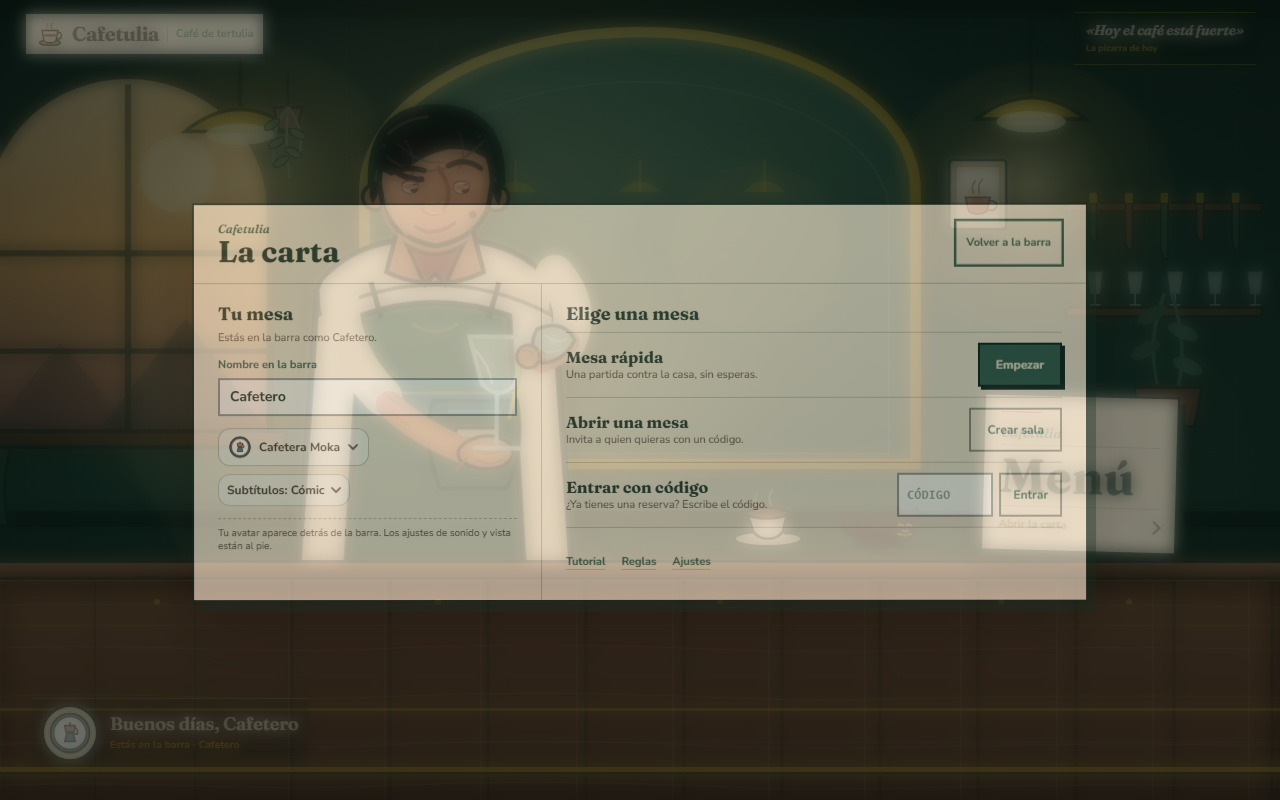 Cafetulia
Café de tertulia
«Hoy el café está fuerte»
La pizarra de hoy
Cafetulia
La carta
Volver a la barra
Tu mesa
Estás en la barra como Cafetero.
Nombre en la barra
Cafetero
Cafetera Moka
Subtítulos: Cómic
Tu avatar aparece detrás de la barra. Los ajustes de sonido y vista
están al pie.
Elige una mesa
Mesa rápida
Una partida contra la casa, sin esperas.
Empezar
Abrir una mesa
Invita a quien quieras con un código.
Crear sala
Entrar con código
¿Ya tienes una reserva? Escribe el código.
CÓDIGO
Entrar
Tutorial
Reglas
Ajustes
Cafetulia
Menú
Abrir la carta
Buenos días, Cafetero
Estás en la barra · Cafetero